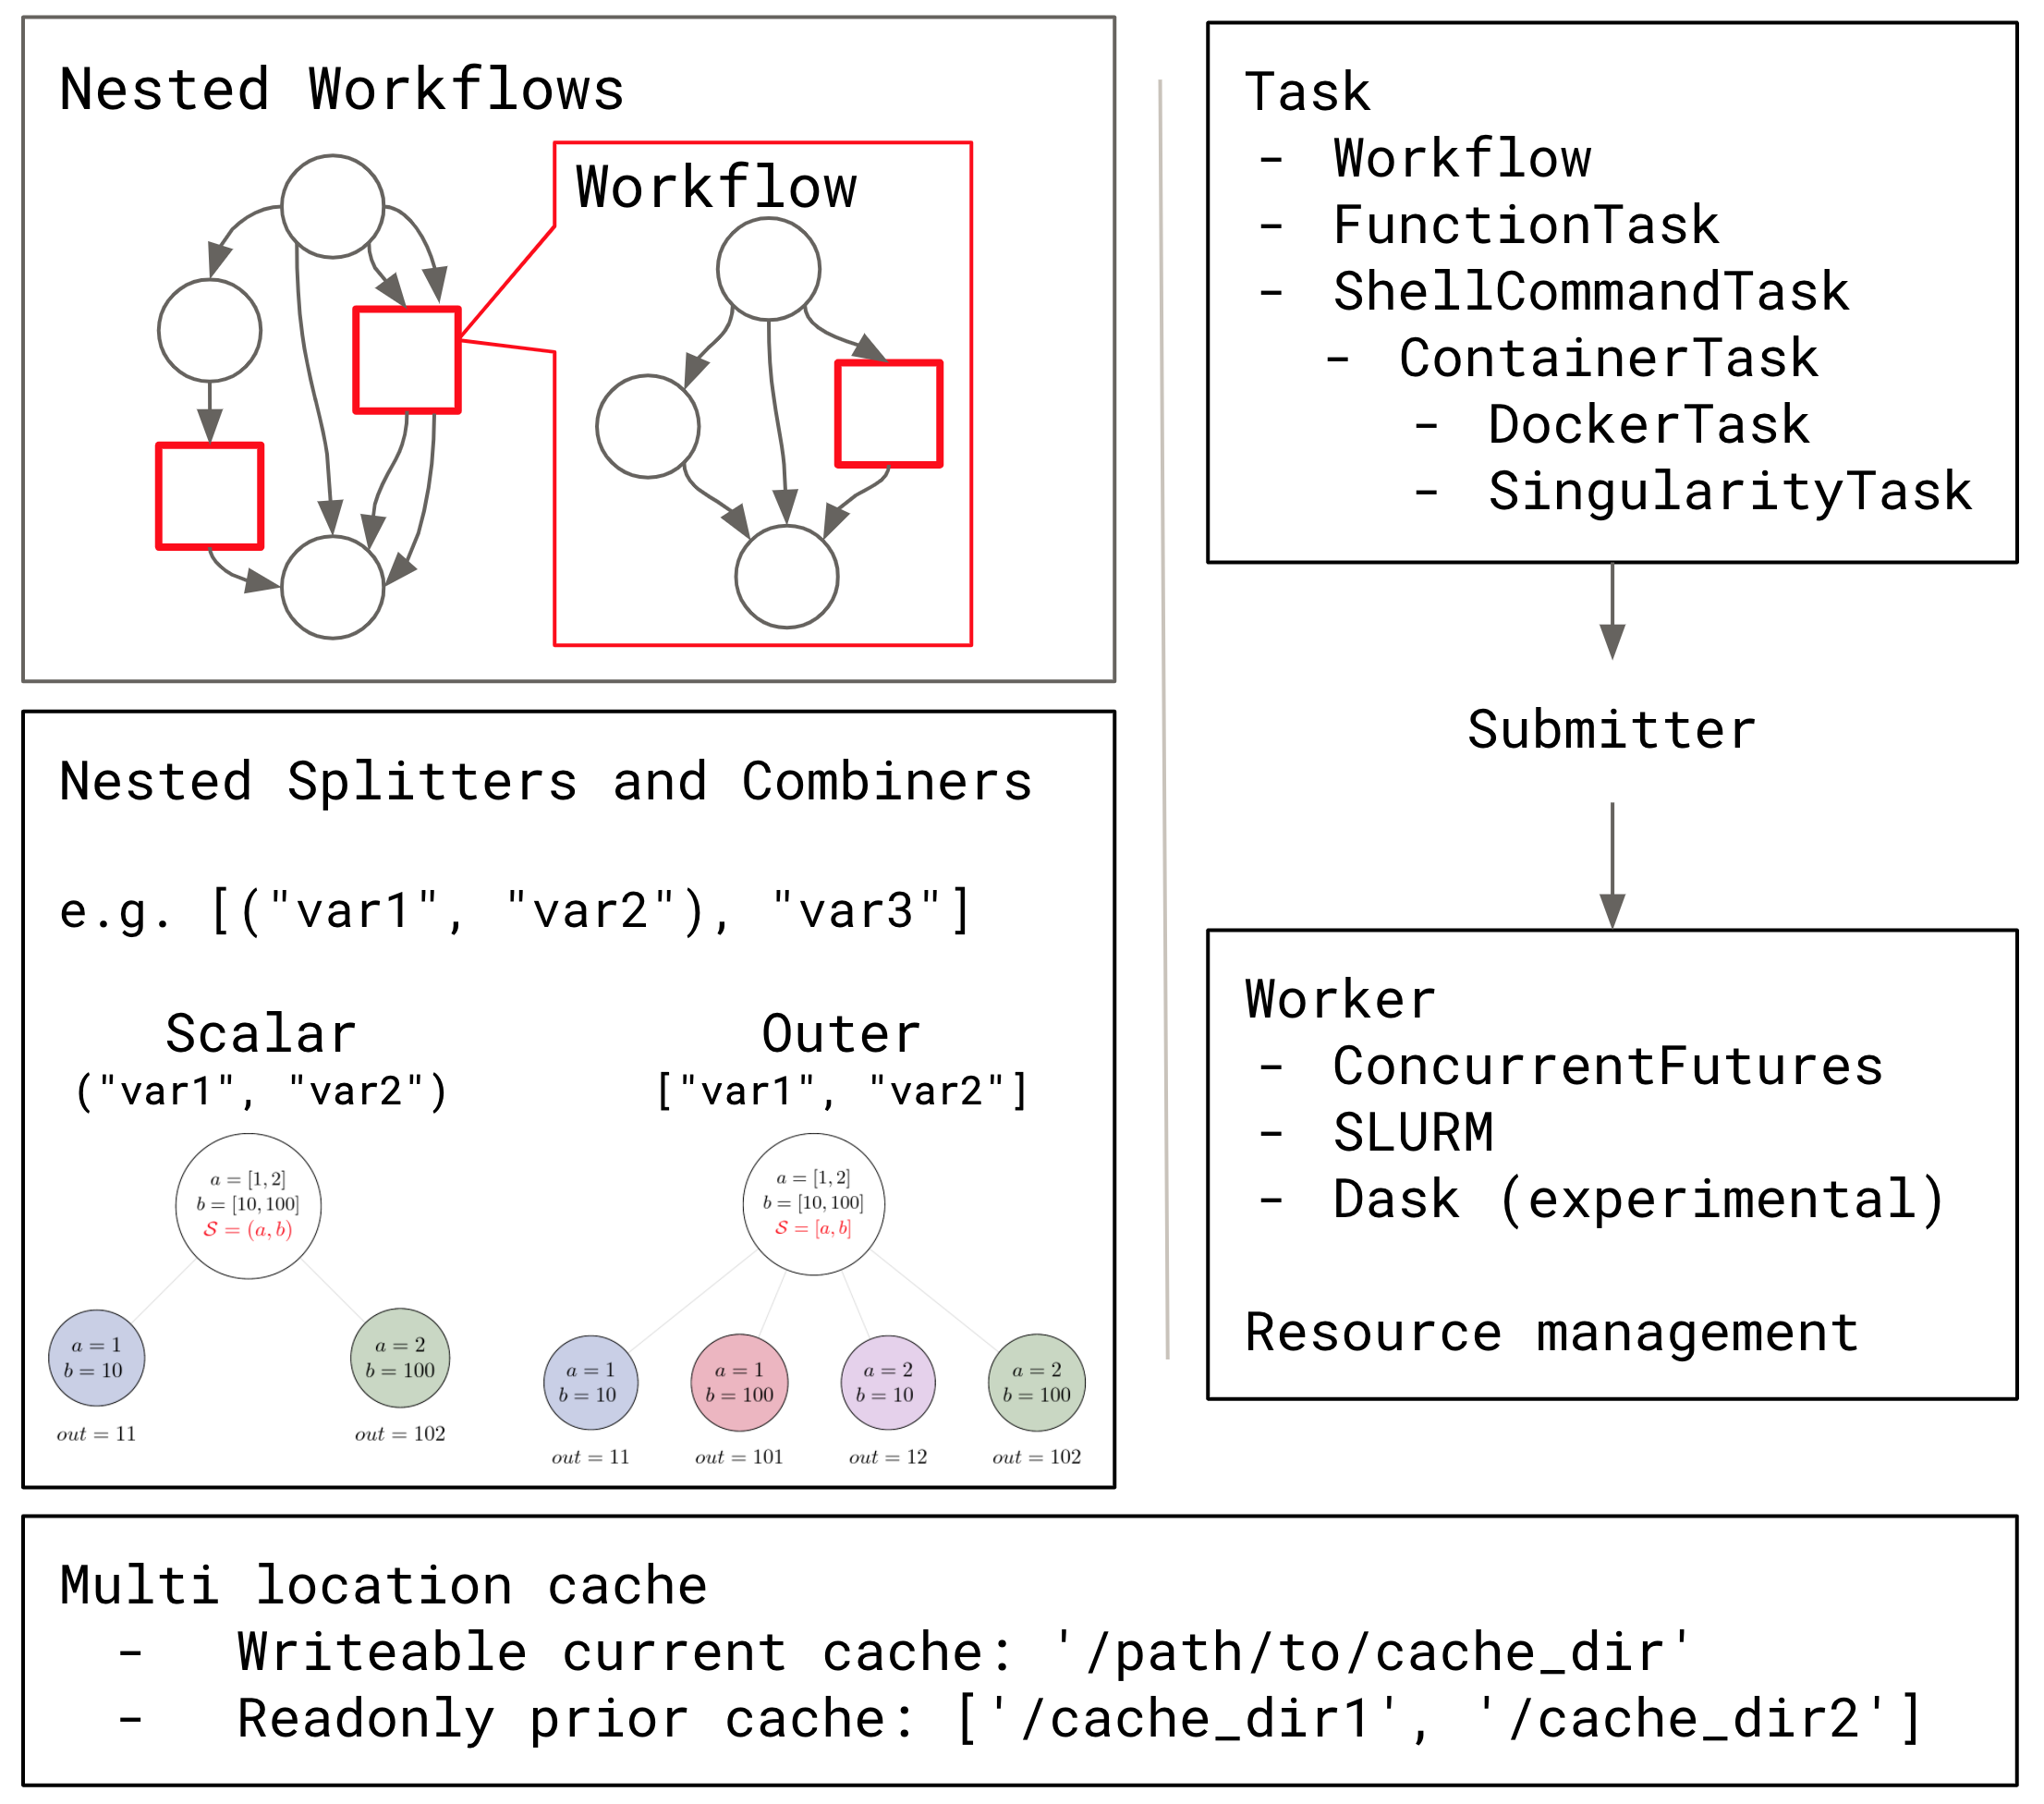 Nested Workflows
Workflow
Nested Splitters and Combiners
e.g. [("var1", "var2"), "var3"]
Scalar
("var1", "var2")
a = [1, 2]
b = [10, 100]
𝒮 = (a, b)
a = 1
b = 10
out = 11
a = 2
b = 100
out = 102
Outer
["var1", "var2"]
a = [1, 2]
b = [10, 100]
𝒮 = [a, b]
a = 1
b = 10
out = 11
a = 1
b = 100
out = 101
a = 2
b = 10
out = 12
a = 2
b = 100
out = 102
Task
- Workflow
- FunctionTask
- ShellCommandTask
- ContainerTask
- DockerTask
- SingularityTask
Submitter
Worker
- ConcurrentFutures
- SLURM
- Dask (experimental)
Resource management
Multi location cache
- Writeable current cache: '/path/to/cache_dir'
- Readonly prior cache: ['/cache_dir1', '/cache_dir2']